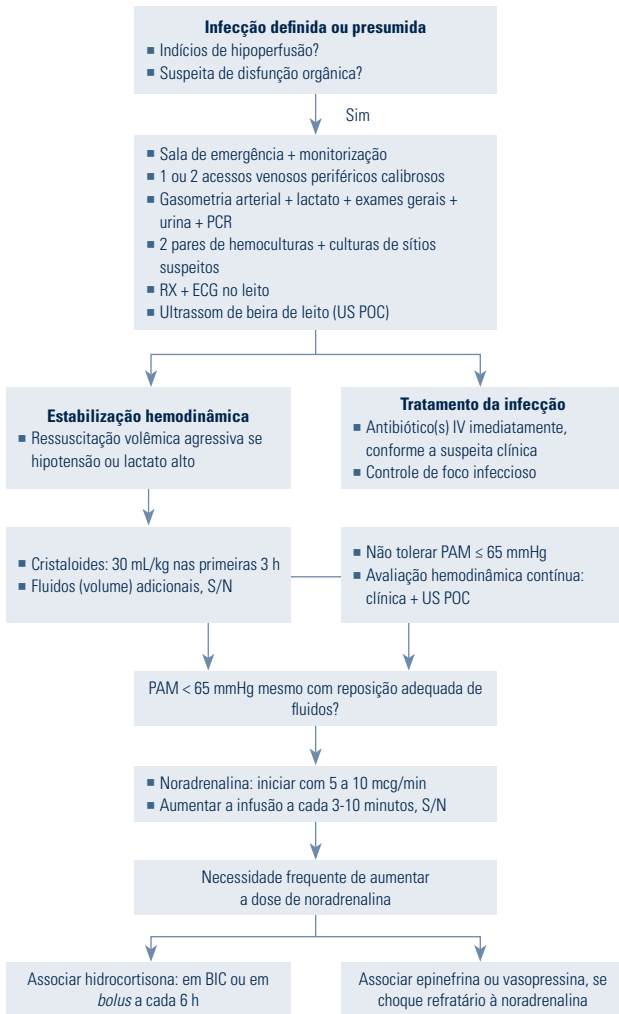 Infecção definida ou presumida
■ Indícios de hipoperfusão?
■ Suspeita de disfunção orgânica?
Sim
■ Sala de emergência + monitorização
■ 1 ou 2 acessos venosos periféricos calibrosos
■ Gasometria arterial + lactato + exames gerais +
urina + PCR
■ 2 pares de hemoculturas + culturas de sítios
suspeitos
■ RX + ECG no leito
■ Ultrassom de beira de leito (US POC)
Estabilização hemodinâmica
■ Ressuscitação volêmica agressiva se
hipotensão ou lactato alto
Tratamento da infecção
■ Antibiótico(s) IV imediatamente,
conforme a suspeita clínica
■ Controle de foco infeccioso
■ Cristaloides: 30 mL/kg nas primeiras 3 h
■ Fluidos (volume) adicionais, S/N
■ Não tolerar PAM ≤ 65 mmHg
■ Avaliação hemodinâmica contínua:
clínica + US POC
PAM < 65 mmHg mesmo com reposição adequada de
fluidos?
■ Noradrenalina: iniciar com 5 a 10 mcg/min
■ Aumentar a infusão a cada 3-10 minutos, S/N
Necessidade frequente de aumentar
a dose de noradrenalina
Associar hidrocortisona: em BIC ou em
bolus a cada 6 h
Associar epinefrina ou vasopressina, se
choque refratário à noradrenalina